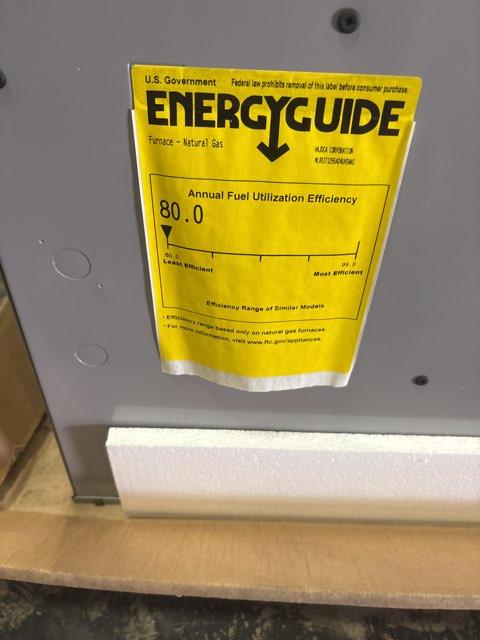 U.S. Government Federal law prohibits removal of this label before consumer purchase.
ENERGYGUIDE
Furnace - Natural Gas
HAJOCA CORPORATION
Annual Fuel Utilization Efficiency
80.0
80.0 99.0
Least Efficient Most Efficient
Efficiency Range of Similar Models
- Efficiency range based only on natural gas furnaces.
- For more information, visit www.ftc.gov/appliances.